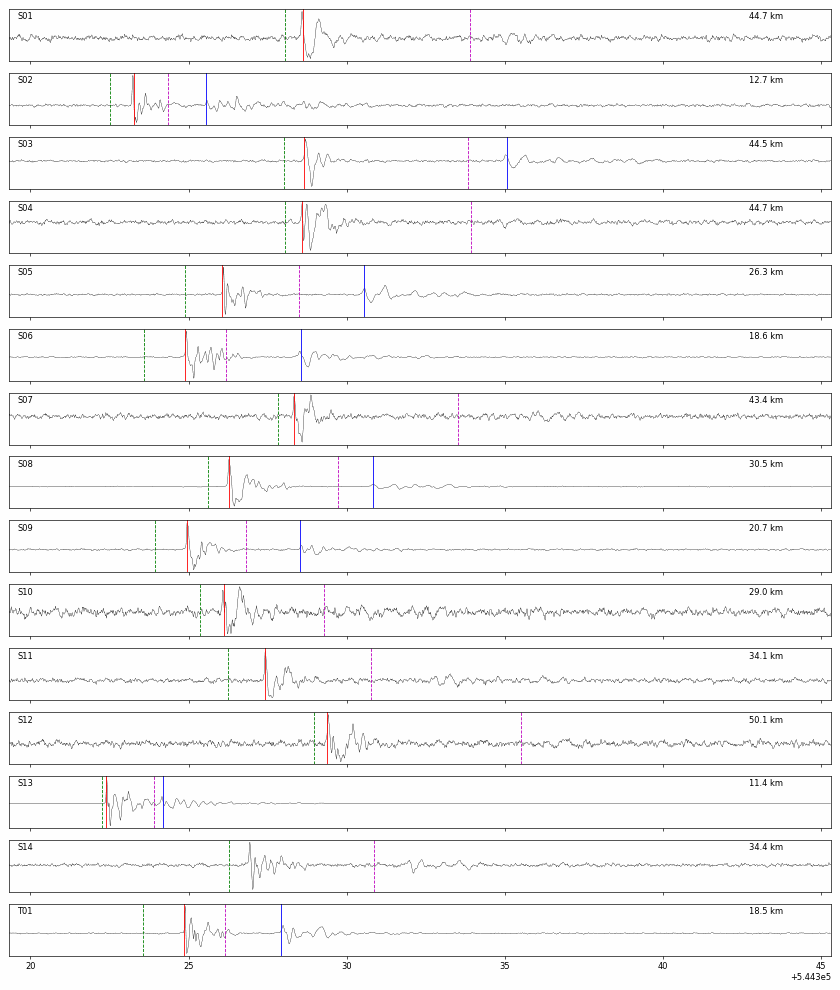 S01 44.7 km
S02 12.7 km
S03 44.5 km
S04 44.7 km
S05 26.3 km
S06 18.6 km
S07 43.4 km
S08 30.5 km
S09 20.7 km
S10 29.0 km
S11 34.1 km
S12 50.1 km
S13 11.4 km
S14 34.4 km
T01 18.5 km
20 25 30 35 40 45
+5.443e5